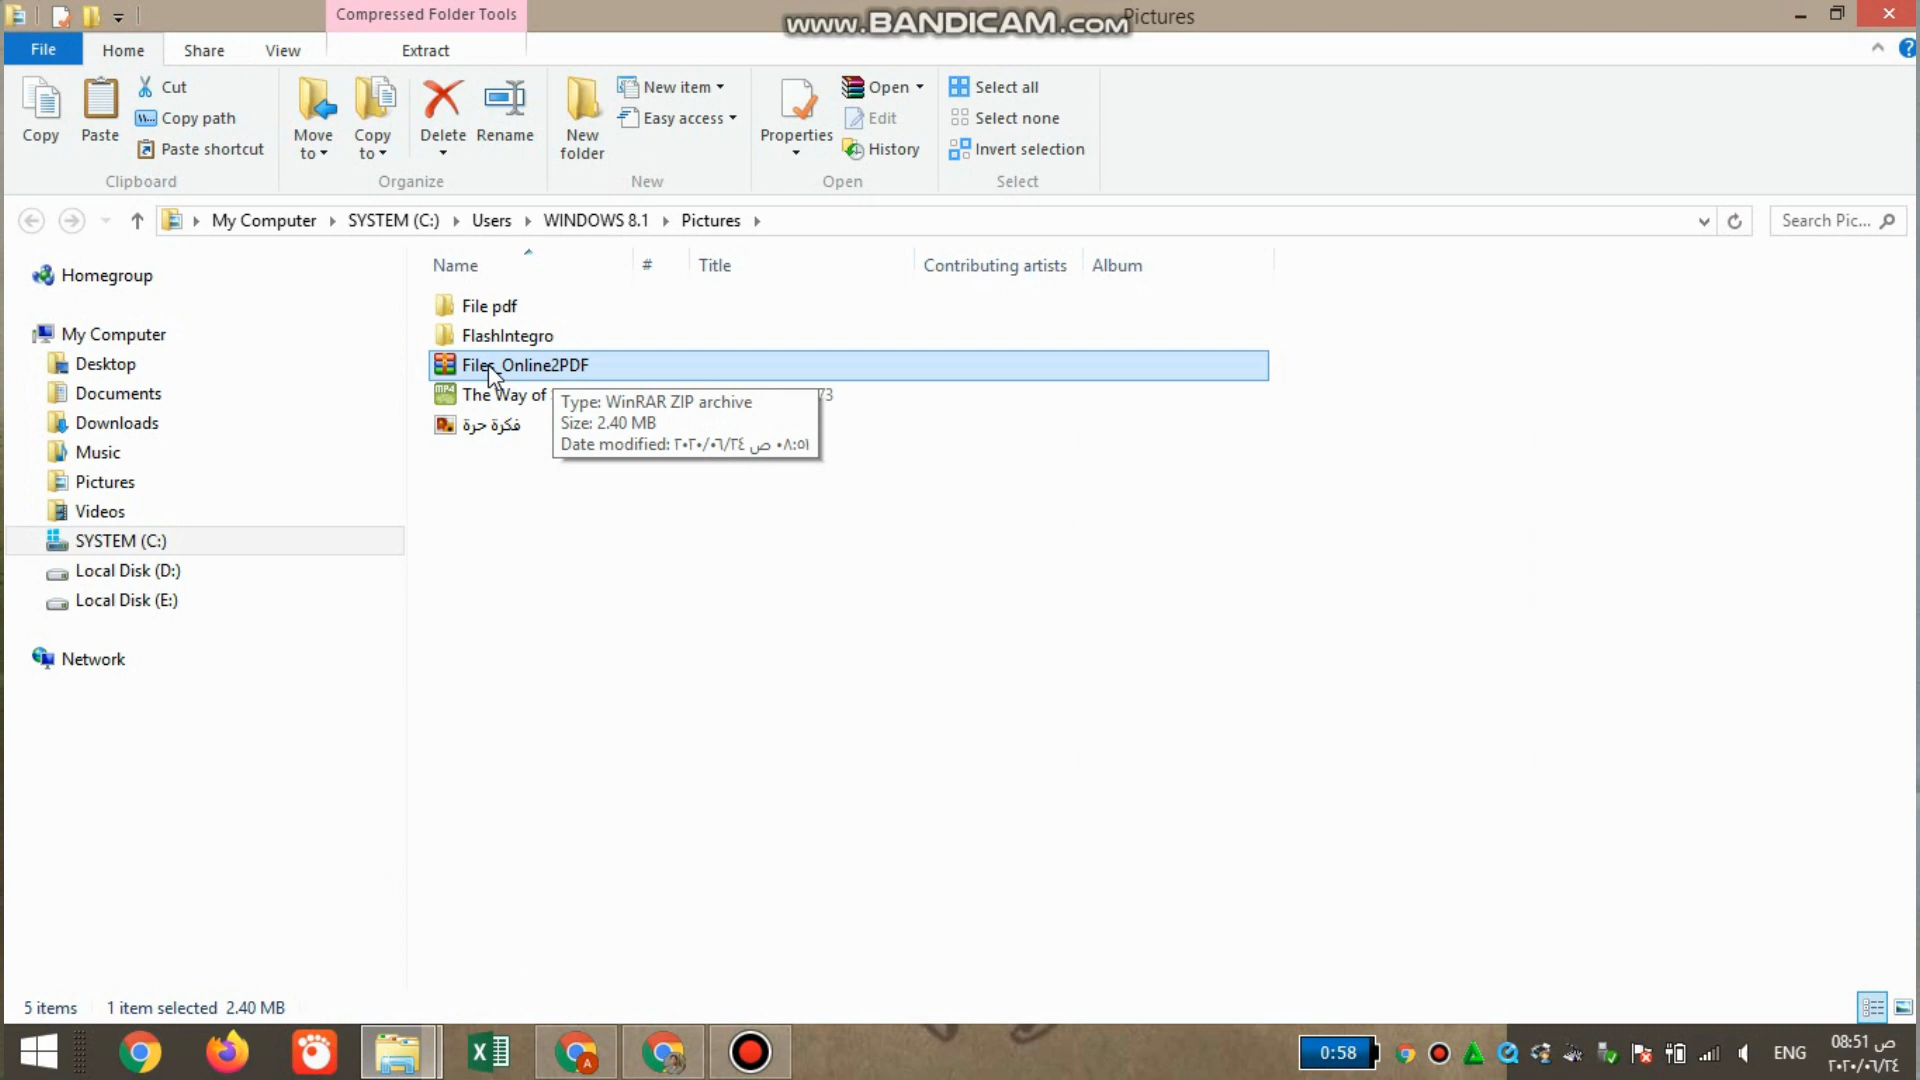 Compressed Folder Tools
www.BANDICAM.com
Pictures
File
Home
Share
View
Extract
Copy
Paste
Cut
Copy path
Paste shortcut
Move to
Copy to
Delete
Rename
New folder
New item
Easy access
Properties
Open
Edit
History
Select all
Select none
Invert selection
Clipboard
Organize
New
Open
Select
My Computer
SYSTEM (C:)
Users
WINDOWS 8.1
Pictures
Search Pic...
Name
#
Title
Contributing artists
Album
Homegroup
My Computer
Desktop
Documents
Downloads
Music
Pictures
Videos
SYSTEM (C:)
Local Disk (D:)
Local Disk (E:)
Network
File pdf
FlashIntegro
Files_Online2PDF
The Way of
/3
فكرة حرة
Type: WinRAR ZIP archive
Size: 2.40 MB
Date modified: ٢٠٢٠/٠٦/٢٤ ص ٠٨:٥١
5 items
1 item selected 2.40 MB
0:58
ENG
08:51 ص
٢٠٢٠/٠٦/٢٤